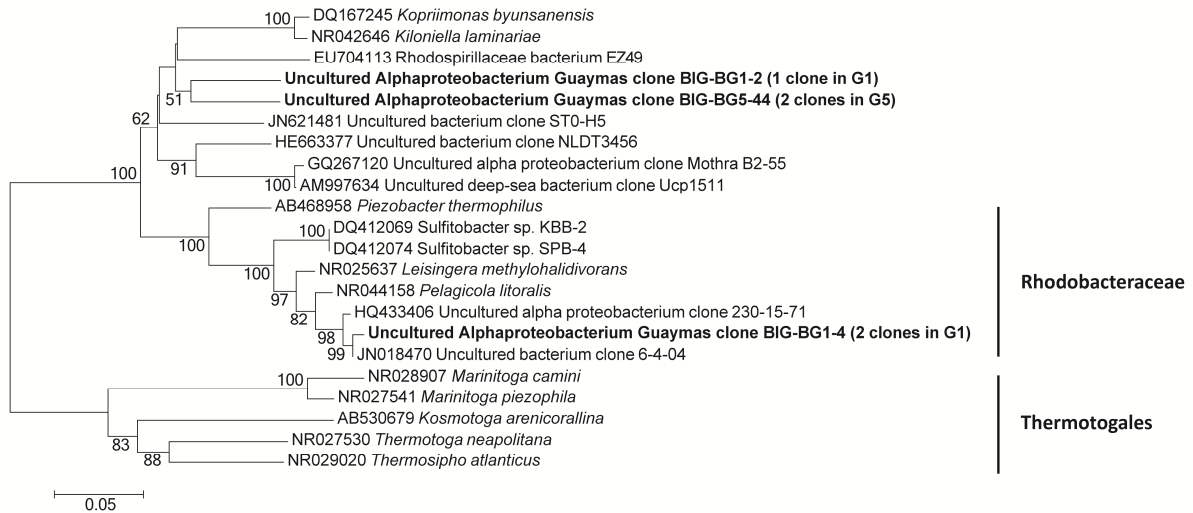 100
DQ167245 Kopriimonas byunsanensis
NR042646 Kiloniella laminariae
EU704113 Rhodospirillaceae bacterium EZ49
Uncultured Alphaproteobacterium Guaymas clone BIG-BG1-2 (1 clone in G1)
51
Uncultured Alphaproteobacterium Guaymas clone BIG-BG5-44 (2 clones in G5)
62
JN621481 Uncultured bacterium clone ST0-H5
HE663377 Uncultured bacterium clone NLDT3456
91
GQ267120 Uncultured alpha proteobacterium clone Mothra B2-55
100
100
AM997634 Uncultured deep-sea bacterium clone Ucp1511
AB468958 Piezobacter thermophilus
100
100
DQ412069 Sulfitobacter sp. KBB-2
DQ412074 Sulfitobacter sp. SPB-4
100
NR025637 Leisingera methylohalidivorans
97
NR044158 Pelagicola litoralis
82
HQ433406 Uncultured alpha proteobacterium clone 230-15-71
98
Uncultured Alphaproteobacterium Guaymas clone BIG-BG1-4 (2 clones in G1)
99
JN018470 Uncultured bacterium clone 6-4-04
Rhodobacteraceae
100
NR028907 Marinitoga camini
NR027541 Marinitoga piezophila
AB530679 Kosmotoga arenicorallina
83
NR027530 Thermotoga neapolitana
88
NR029020 Thermosipho atlanticus
Thermotogales
0.05